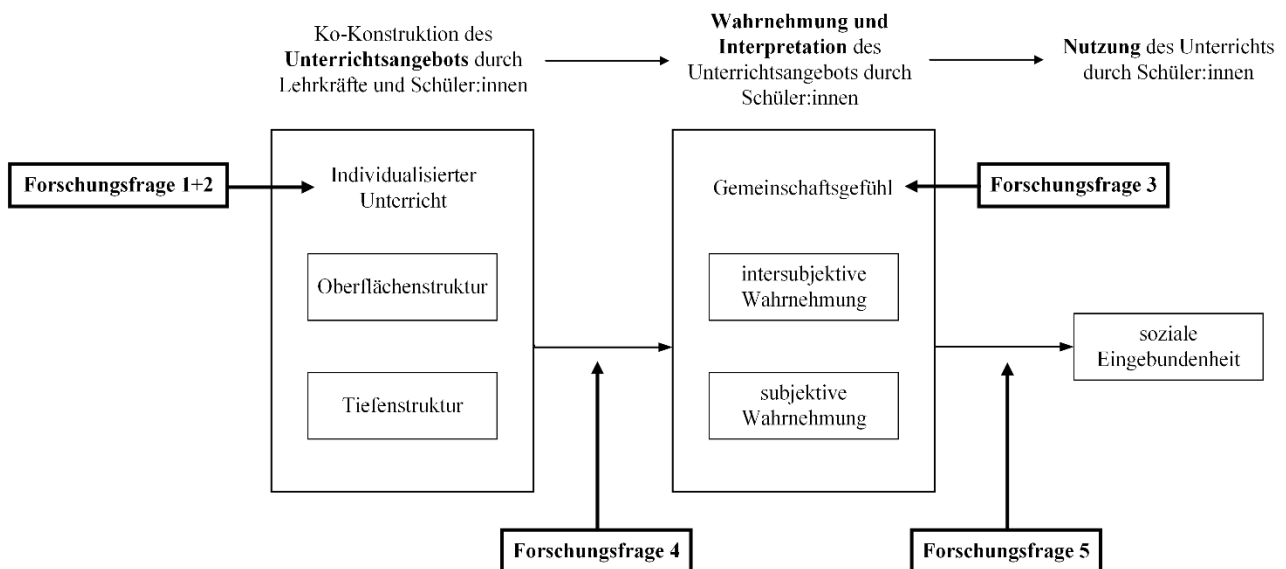 Ko-Konstruktion des
Unterrichtsangebots durch
Lehrkräfte und Schüler:innen
Wahrnehmung und
Interpretation des
Unterrichtsangebots durch
Schüler:innen
Nutzung des Unterrichts
durch Schüler:innen
Forschungsfrage 1+2
Individualisierter
Unterricht
Oberflächenstruktur
Tiefenstruktur
Gemeinschaftsgefühl
Forschungsfrage 3
intersubjektive
Wahrnehmung
subjektive
Wahrnehmung
soziale
Eingebundenheit
Forschungsfrage 4
Forschungsfrage 5